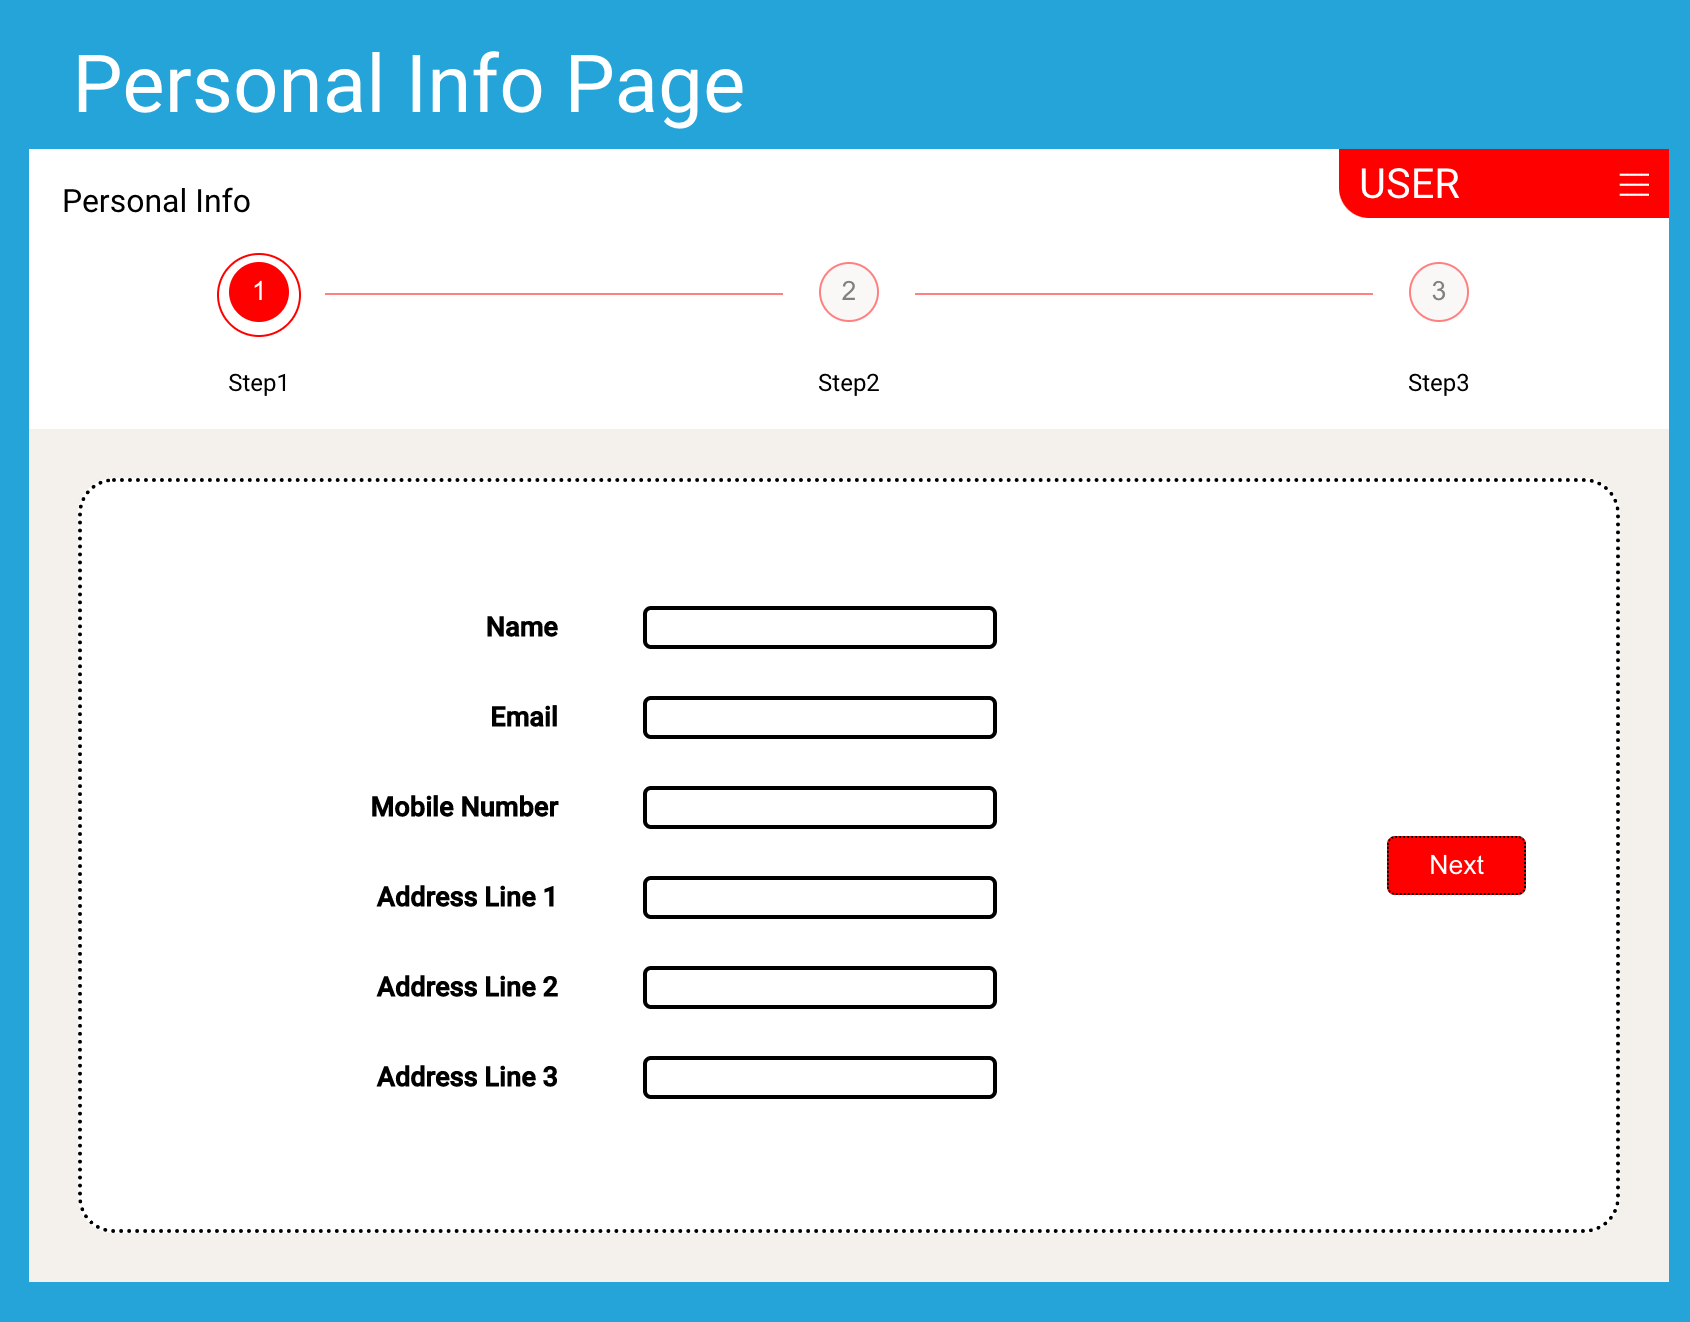 Personal Info Page
USER
Personal Info
1
2
3
Step1
Step2
Step3
Name
Email
Mobile Number
Address Line 1
Address Line 2
Address Line 3
Next